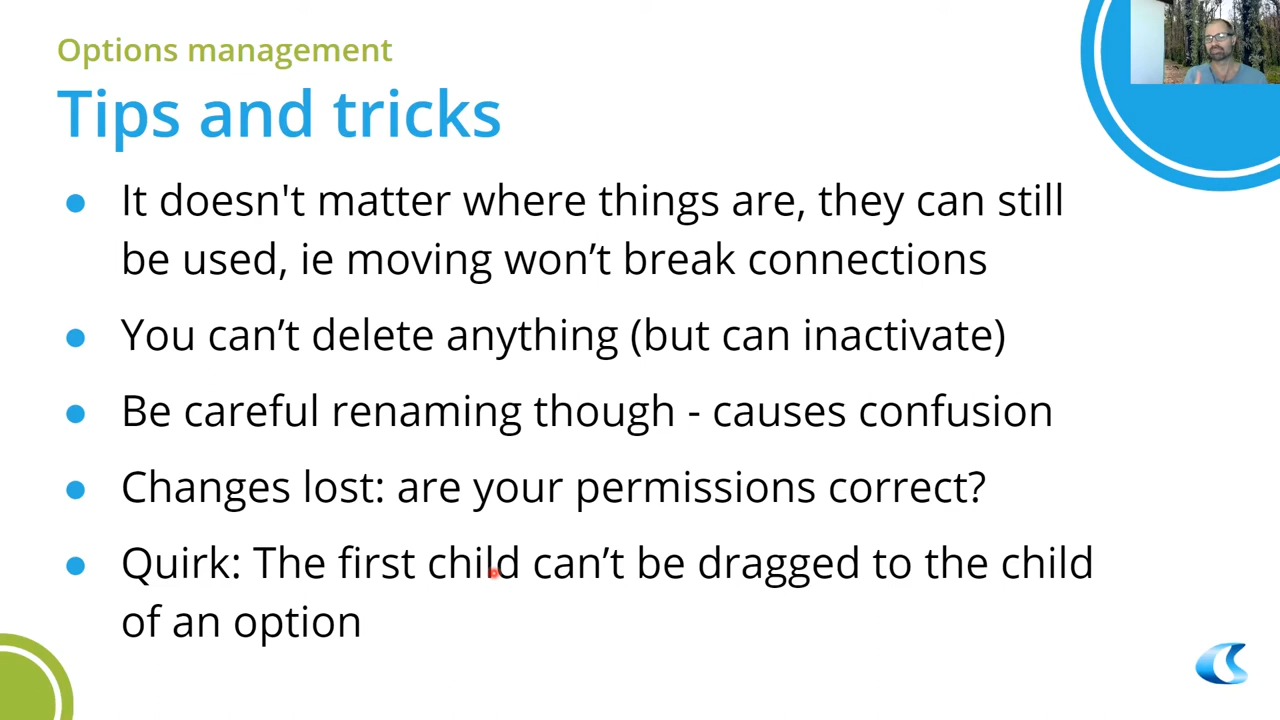 Options management
Tips and tricks
● It doesn't matter where things are, they can still
be used, ie moving won’t break connections
● You can’t delete anything (but can inactivate)
● Be careful renaming though - causes confusion
● Changes lost: are your permissions correct?
● Quirk: The first child can’t be dragged to the child
of an option